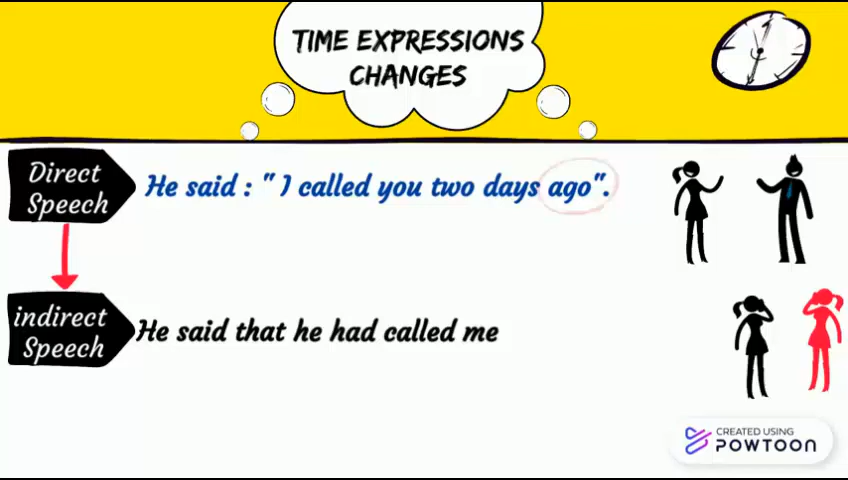 TIME EXPRESSIONS
CHANGES
Direct
Speech
He said : " I called you two days ago".
indirect
Speech
He said that he had called me
CREATED USING
POWTOON